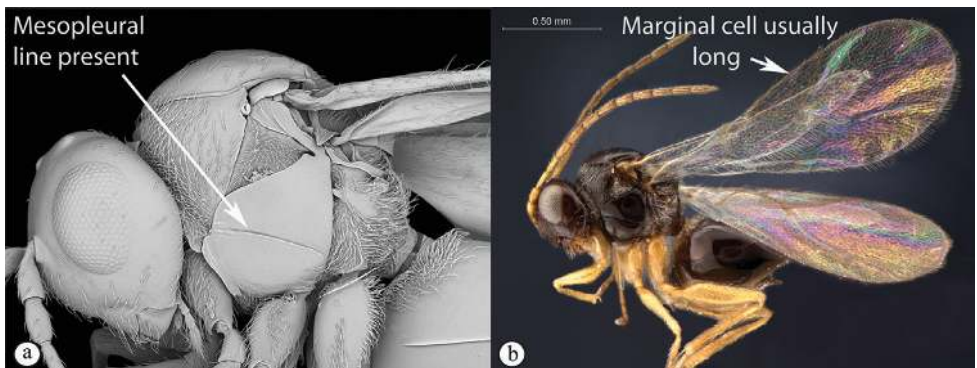 Mesopleural
line present
a
0.50 mm
Marginal cell usually
long
b